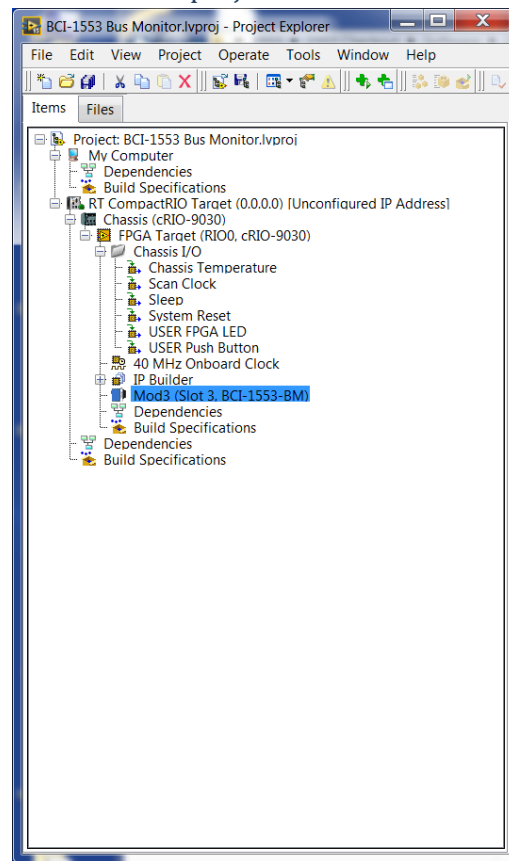 BCI-1553 Bus Monitor.lvproj - Project Explorer
File Edit View Project Operate Tools Window Help
Items Files
Project: BCI-1553 Bus Monitor.lvproj
My Computer
Dependencies
Build Specifications
RT CompactRIO Target (0.0.0.0) [Unconfigured IP Address]
Chassis (cRIO-9030)
FPGA Target (RIO0, cRIO-9030)
Chassis I/O
Chassis Temperature
Scan Clock
Sleep
System Reset
USER FPGA LED
USER Push Button
40 MHz Onboard Clock
IP Builder
Mod3 (Slot 3, BCI-1553-BM)
Dependencies
Build Specifications
Dependencies
Build Specifications